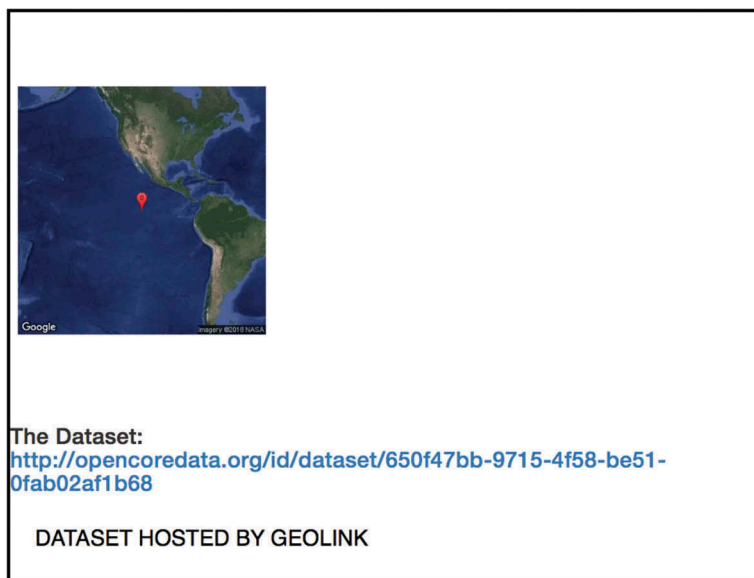 Google
Imagery ©2018 NASA
The Dataset:
http://opencoredata.org/id/dataset/650f47bb-9715-4f58-be51-
0fab02af1b68
DATASET HOSTED BY GEOLINK